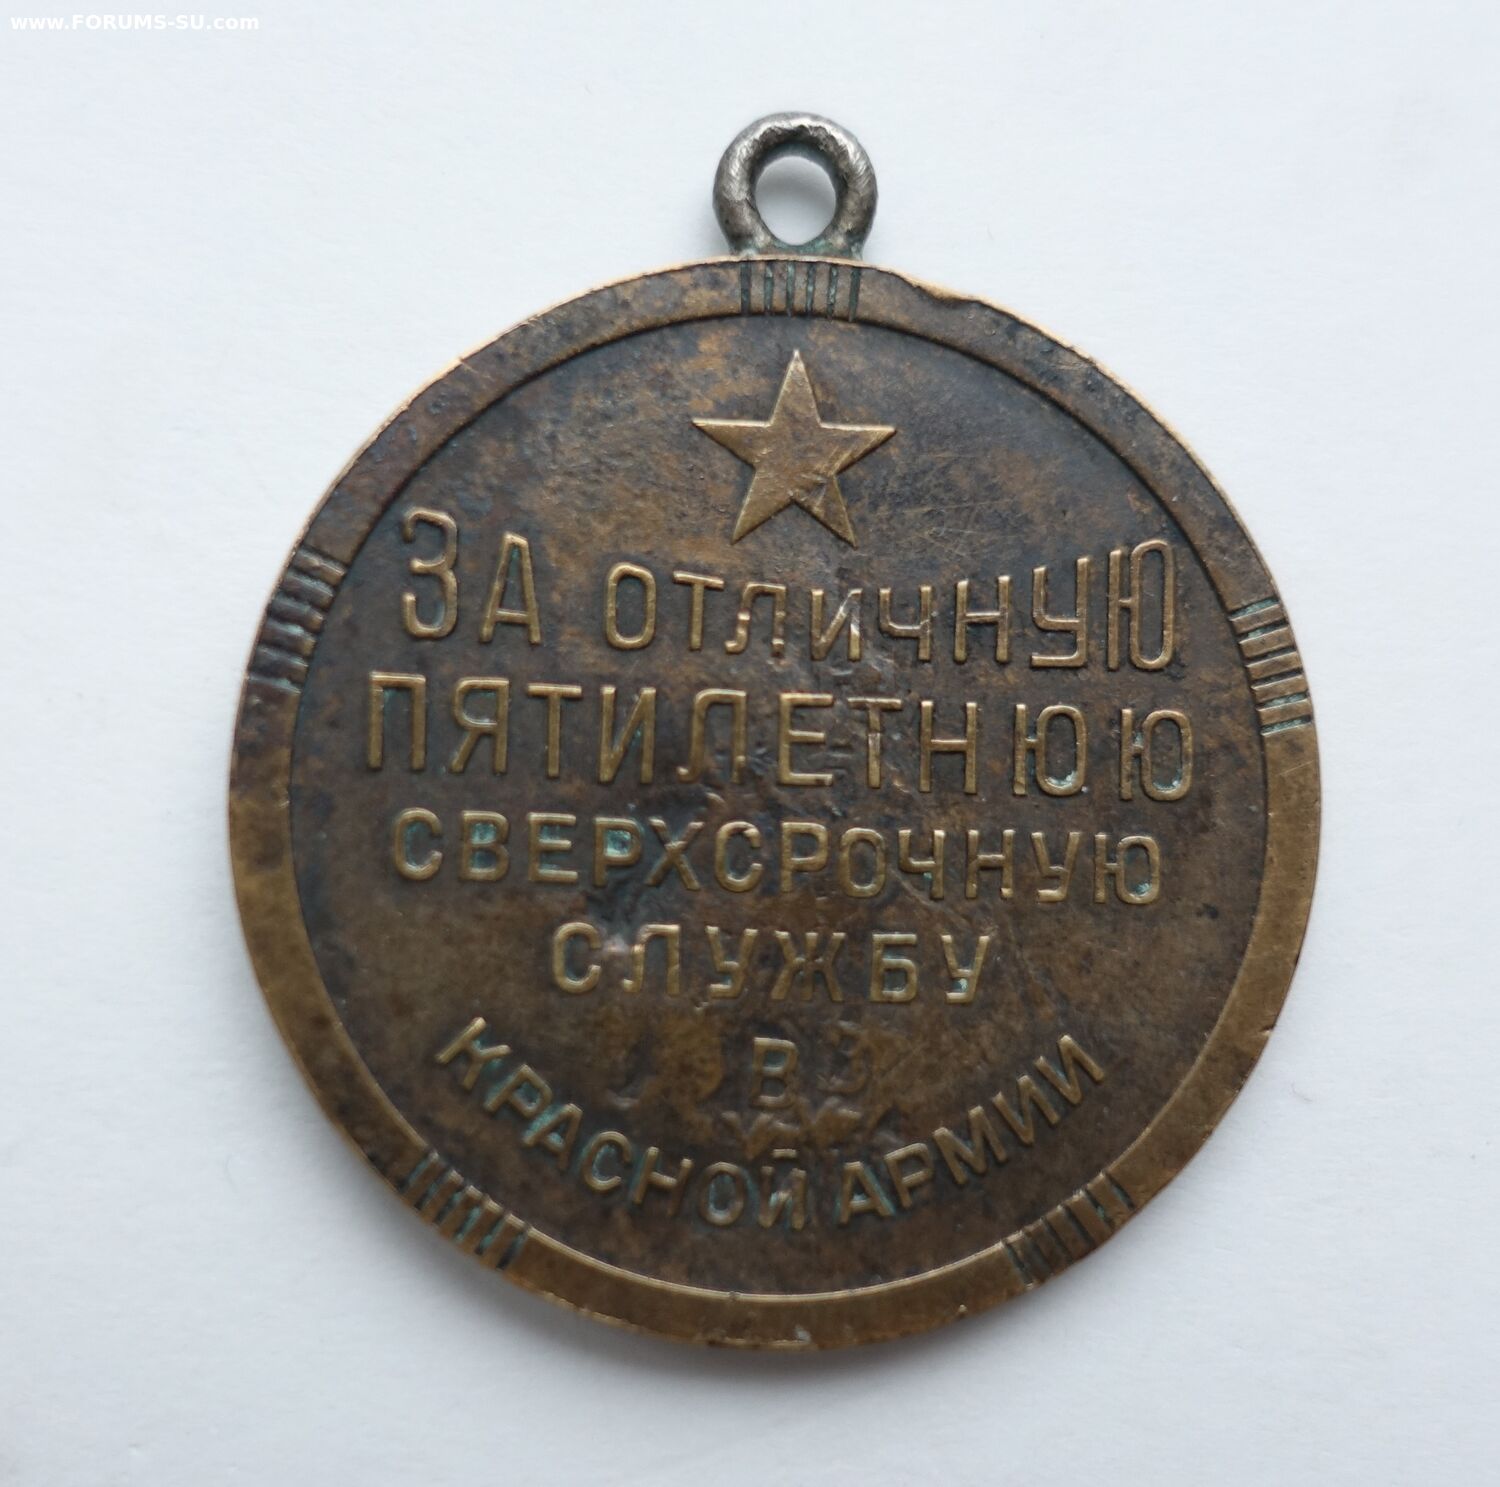 www.FORUMS-SU.com
ЗА ОТЛИЧНУЮ
ПЯТИЛЕТНЮЮ
СВЕРХСРОЧНУЮ
СЛУЖБУ
В
КРАСНОЙ АРМИИ